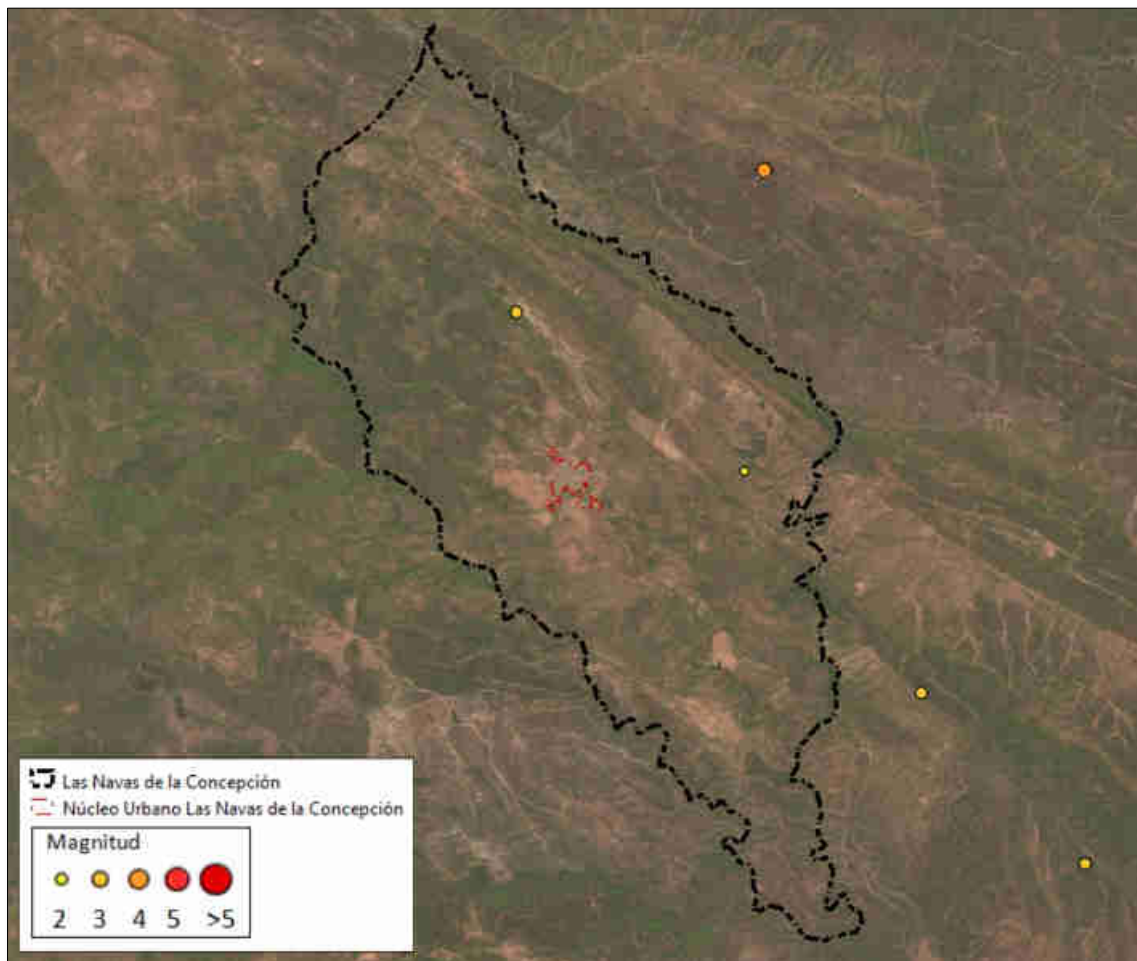 Las Navas de la Concepción
Núcleo Urbano Las Navas de la Concepción
Magnitud
2 3 4 5 >5